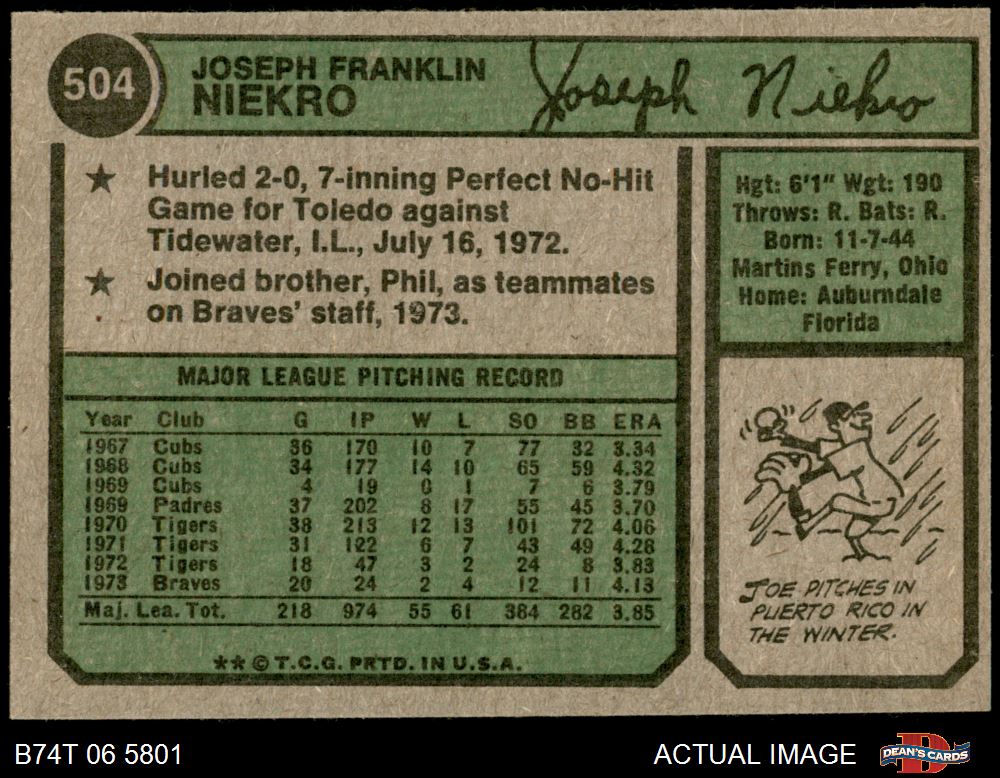 504
JOSEPH FRANKLIN
NIEKRO
Joseph Niekro
★ Hurled 2-0, 7-inning Perfect No-Hit
Game for Toledo against
Tidewater, I.L., July 16, 1972.
★ Joined brother, Phil, as teammates
on Braves' staff, 1973.
Hgt: 6'1" Wgt: 190
Throws: R. Bats: R.
Born: 11-7-44
Martins Ferry, Ohio
Home: Auburndale
Florida
MAJOR LEAGUE PITCHING RECORD
Year Club G IP W L SO BB ERA
1967 Cubs 36 170 10 7 77 32 3.34
1968 Cubs 34 177 14 10 65 59 4.32
1969 Cubs 4 19 0 1 7 6 3.79
1969 Padres 37 202 8 17 55 45 3.70
1970 Tigers 38 213 12 13 101 72 4.06
1971 Tigers 31 122 6 7 43 49 4.28
1972 Tigers 18 47 3 2 24 8 3.83
1973 Braves 20 24 2 4 12 11 4.13
Maj. Lea. Tot. 218 974 55 61 384 282 3.85
★★ © T.C.G. PRTD. IN U.S.A.
JOE PITCHES IN
PUERTO RICO IN
THE WINTER.
B74T 06 5801
ACTUAL IMAGE
DEAN'S CARDS